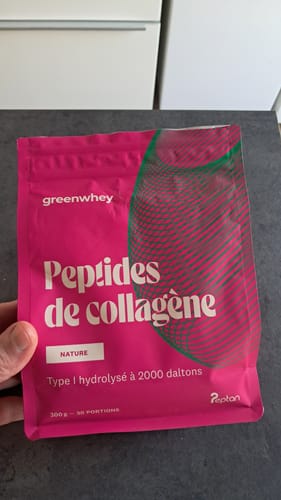 greenwhey
Peptides
de collagène
NATURE
Type I hydrolysé à 2000 daltons
300 g — 30 PORTIONS
Peptan